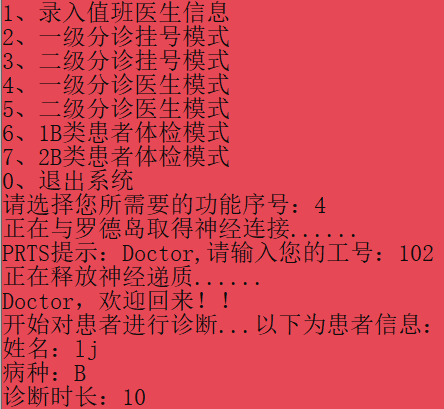 1、录入值班医生信息
2、一级分诊挂号模式
3、二级分诊挂号模式
4、一级分诊医生模式
5、二级分诊医生模式
6、1B类患者体检模式
7、2B类患者体检模式
0、退出系统
请选择您所需要的功能序号：4
正在与罗德岛取得神经连接......
PRTS提示：Doctor,请输入您的工号：102
正在释放神经递质......
Doctor，欢迎回来！！
开始对患者进行诊断...以下为患者信息：
姓名：lj
病种：B
诊断时长：10